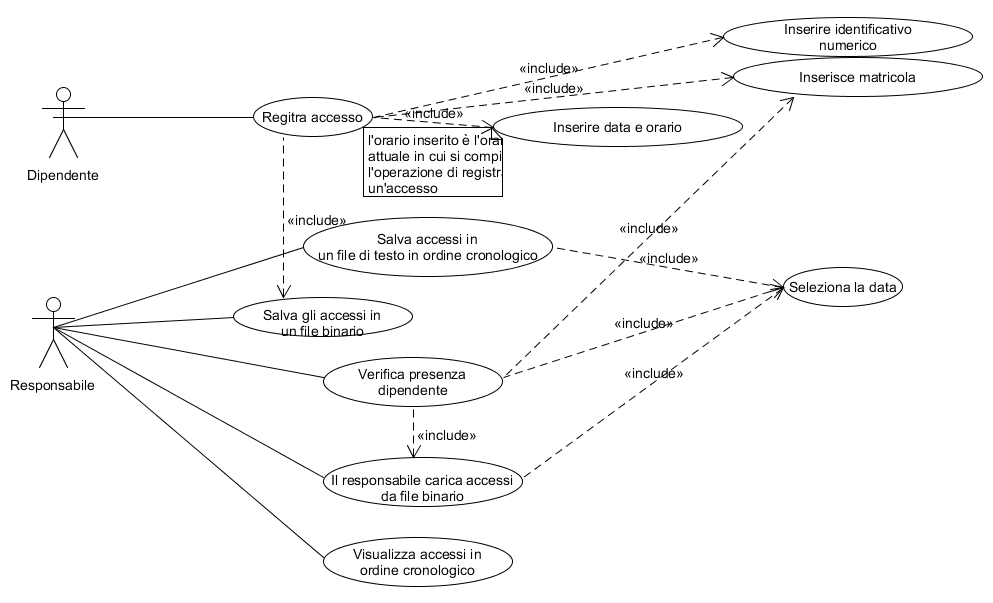 Inserire identificativo
numerico
«include»
Inserisce matricola
«include»
Regitra accesso
«include»
Inserire data e orario
l'orario inserito è l'ora
attuale in cui si compi
l'operazione di registr
un'accesso
Dipendente
«include»
«include»
Salva accessi in
un file di testo in ordine cronologico
«include»
Seleziona la data
Salva gli accessi in
un file binario
«include»
Responsabile
Verifica presenza
dipendente
«include»
«include»
Il responsabile carica accessi
da file binario
Visualizza accessi in
ordine cronologico